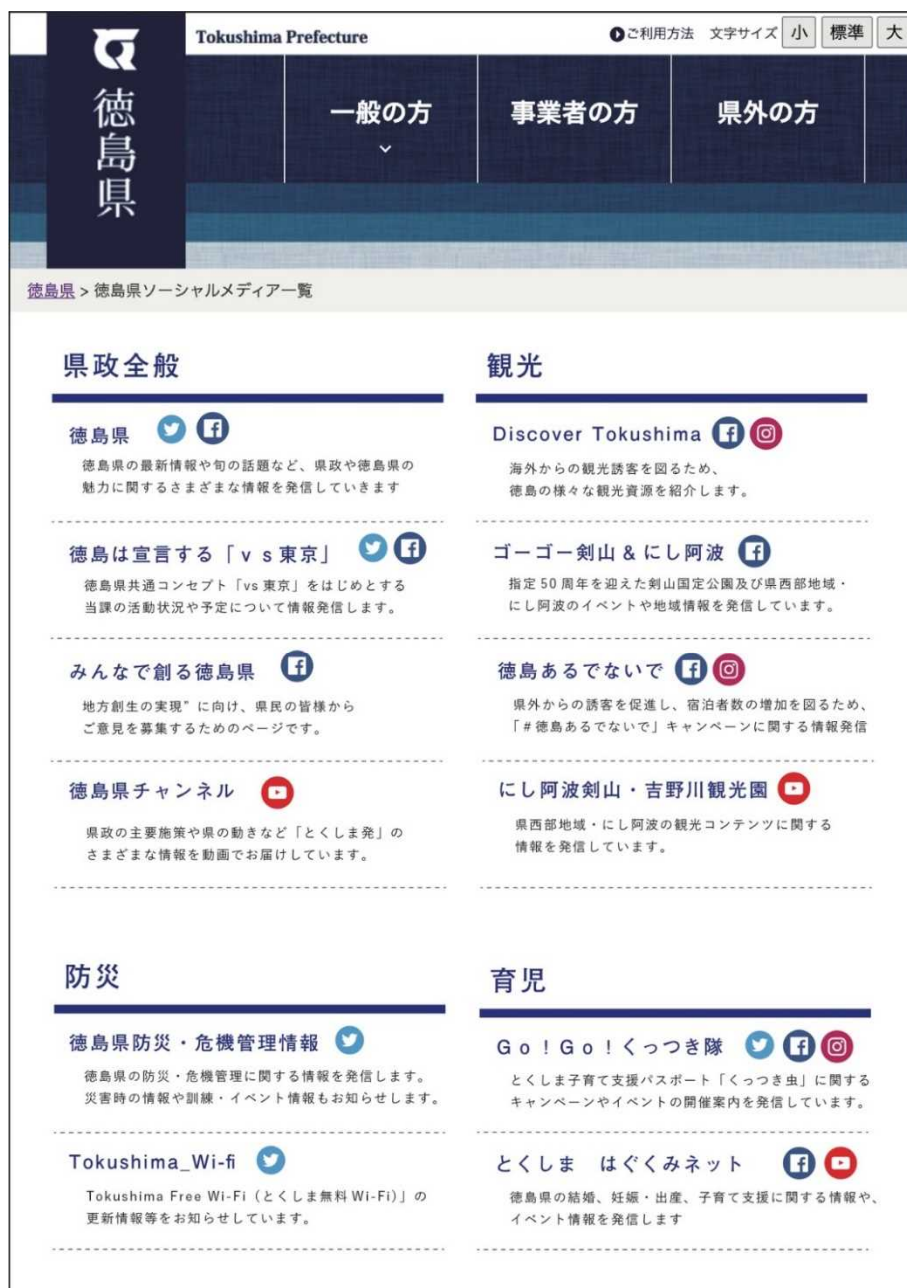 徳島県
Tokushima Prefecture
ご利用方法 文字サイズ 小 標準 大
一般の方
事業者の方
県外の方
徳島県 > 徳島県ソーシャルメディア一覧
県政全般
徳島県
徳島県の最新情報や旬の話題など、県政や徳島県の
魅力に関するさまざまな情報を発信していきます
徳島は宣言する「ｖｓ東京」
徳島県共通コンセプト「vs 東京」をはじめとする
当課の活動状況や予定について情報発信します。
みんなで創る徳島県
地方創生の実現”に向け、県民の皆様から
ご意見を募集するためのページです。
徳島県チャンネル
県政の主要施策や県の動きなど「とくしま発」の
さまざまな情報を動画でお届けしています。
観光
Discover Tokushima
海外からの観光誘客を図るため、
徳島の様々な観光資源を紹介します。
ゴーゴー剣山 & にし阿波
指定 50 周年を迎えた剣山国定公園及び県西部地域・
にし阿波のイベントや地域情報を発信しています。
徳島あるでないで
県外からの誘客を促進し、宿泊者数の増加を図るため、
「＃徳島あるでないで」キャンペーンに関する情報発信
にし阿波剣山・吉野川観光園
県西部地域・にし阿波の観光コンテンツに関する
情報を発信しています。
防災
徳島県防災・危機管理情報
徳島県の防災・危機管理に関する情報を発信します。
災害時の情報や訓練・イベント情報もお知らせします。
Tokushima_Wi-fi
Tokushima Free Wi-Fi（とくしま無料 Wi-Fi）」の
更新情報等をお知らせしています。
育児
Ｇｏ！Ｇｏ！くっつき隊
とくしま子育て支援パスポート「くっつき虫」に関する
キャンペーンやイベントの開催案内を発信しています。
とくしま　はぐくみネット
徳島県の結婚、妊娠・出産、子育て支援に関する情報や、
イベント情報を発信します